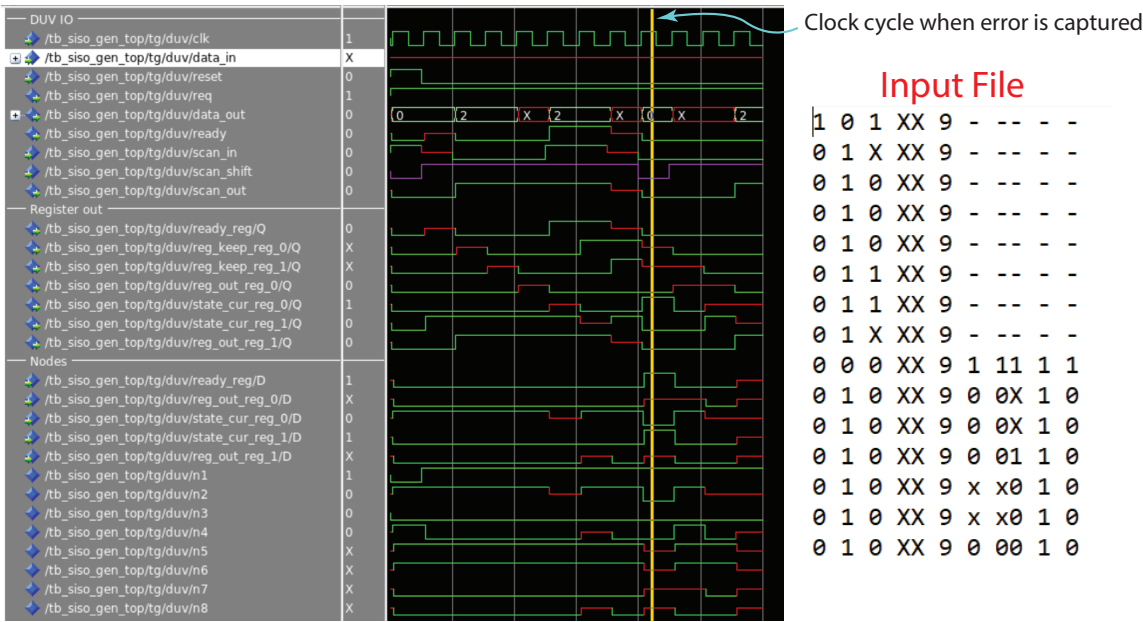 DUV IO
/tb_siso_gen_top/tg/duv/clk 1
/tb_siso_gen_top/tg/duv/data_in X
/tb_siso_gen_top/tg/duv/reset 0
/tb_siso_gen_top/tg/duv/req 1
/tb_siso_gen_top/tg/duv/data_out 0 0 2 X 2 X 0 X 2
/tb_siso_gen_top/tg/duv/ready 0
/tb_siso_gen_top/tg/duv/scan_in 0
/tb_siso_gen_top/tg/duv/scan_shift 0
/tb_siso_gen_top/tg/duv/scan_out 0
Register out
/tb_siso_gen_top/tg/duv/ready_reg/Q 0
/tb_siso_gen_top/tg/duv/reg_keep_reg_0/Q X
/tb_siso_gen_top/tg/duv/reg_keep_reg_1/Q X
/tb_siso_gen_top/tg/duv/reg_out_reg_0/Q 0
/tb_siso_gen_top/tg/duv/state_cur_reg_0/Q 1
/tb_siso_gen_top/tg/duv/state_cur_reg_1/Q 0
/tb_siso_gen_top/tg/duv/reg_out_reg_1/Q 0
Nodes
/tb_siso_gen_top/tg/duv/ready_reg/D 1
/tb_siso_gen_top/tg/duv/reg_out_reg_0/D X
/tb_siso_gen_top/tg/duv/state_cur_reg_0/D 0
/tb_siso_gen_top/tg/duv/state_cur_reg_1/D 1
/tb_siso_gen_top/tg/duv/reg_out_reg_1/D X
/tb_siso_gen_top/tg/duv/n1 1
/tb_siso_gen_top/tg/duv/n2 0
/tb_siso_gen_top/tg/duv/n3 0
/tb_siso_gen_top/tg/duv/n4 0
/tb_siso_gen_top/tg/duv/n5 X
/tb_siso_gen_top/tg/duv/n6 X
/tb_siso_gen_top/tg/duv/n7 X
/tb_siso_gen_top/tg/duv/n8 X
Clock cycle when error is captured
Input File
1 0 1 XX 9 - -- - -
0 1 X XX 9 - -- - -
0 1 0 XX 9 - -- - -
0 1 0 XX 9 - -- - -
0 1 0 XX 9 - -- - -
0 1 1 XX 9 - -- - -
0 1 1 XX 9 - -- - -
0 1 X XX 9 - -- - -
0 0 0 XX 9 1 11 1 1
0 1 0 XX 9 0 0X 1 0
0 1 0 XX 9 0 0X 1 0
0 1 0 XX 9 0 01 1 0
0 1 0 XX 9 x x0 1 0
0 1 0 XX 9 x x0 1 0
0 1 0 XX 9 0 00 1 0